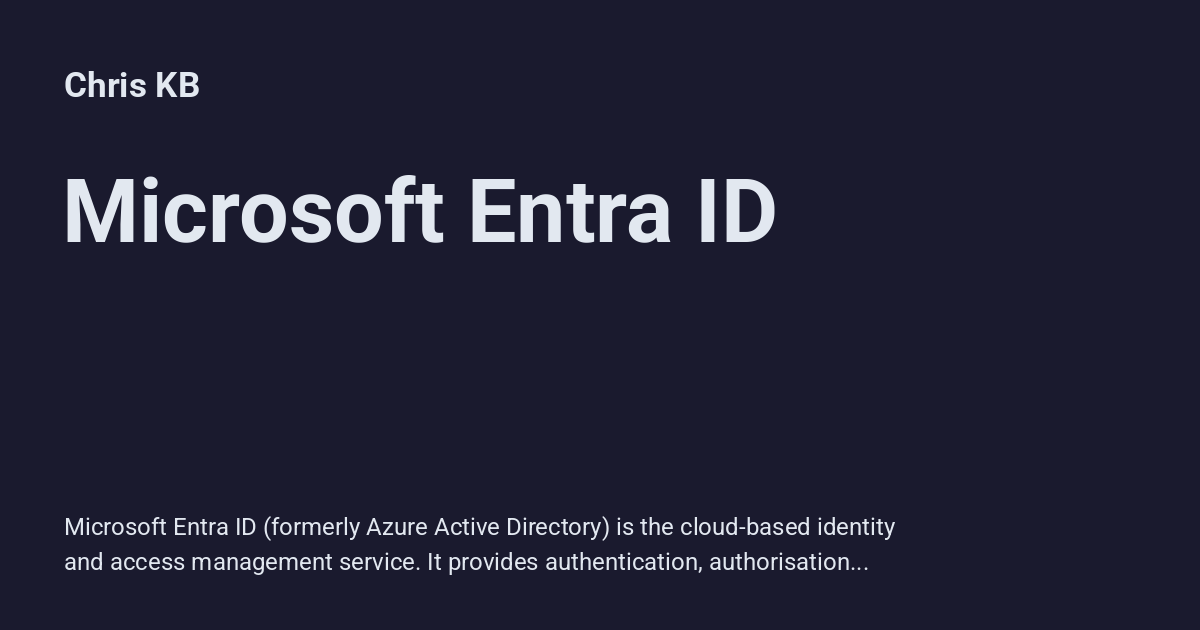 Chris KB
Microsoft Entra ID
Microsoft Entra ID (formerly Azure Active Directory) is the cloud-based identity
and access management service. It provides authentication, authorisation...